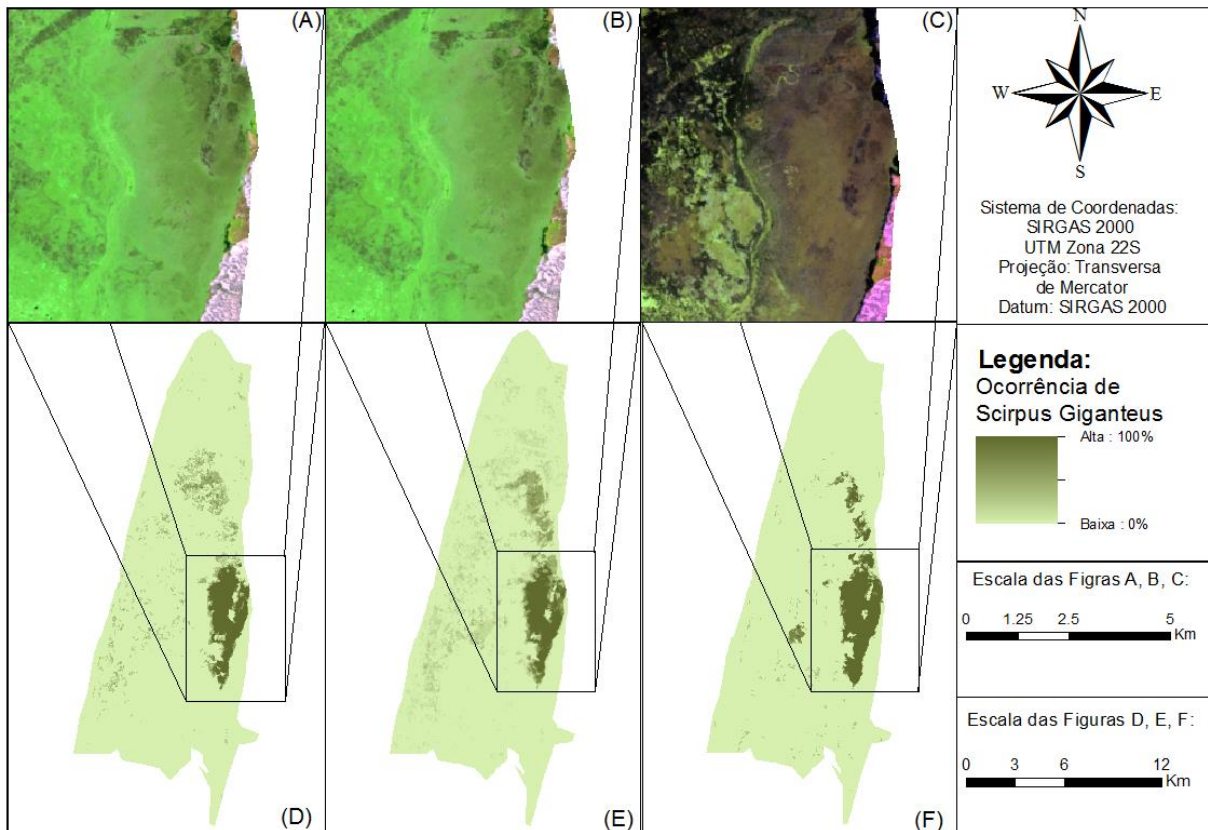 (A)
(B)
(C)
N
W
E
S
Sistema de Coordenadas:
SIRGAS 2000
UTM Zona 22S
Projeção: Transversa
de Mercator
Datum: SIRGAS 2000
Legenda:
Ocorrência de
Scirpus Giganteus
Alta : 100%
Baixa : 0%
Escala das Figras A, B, C:
0 1.25 2.5 5
Km
Escala das Figuras D, E, F:
0 3 6 12
Km
(D)
(E)
(F)